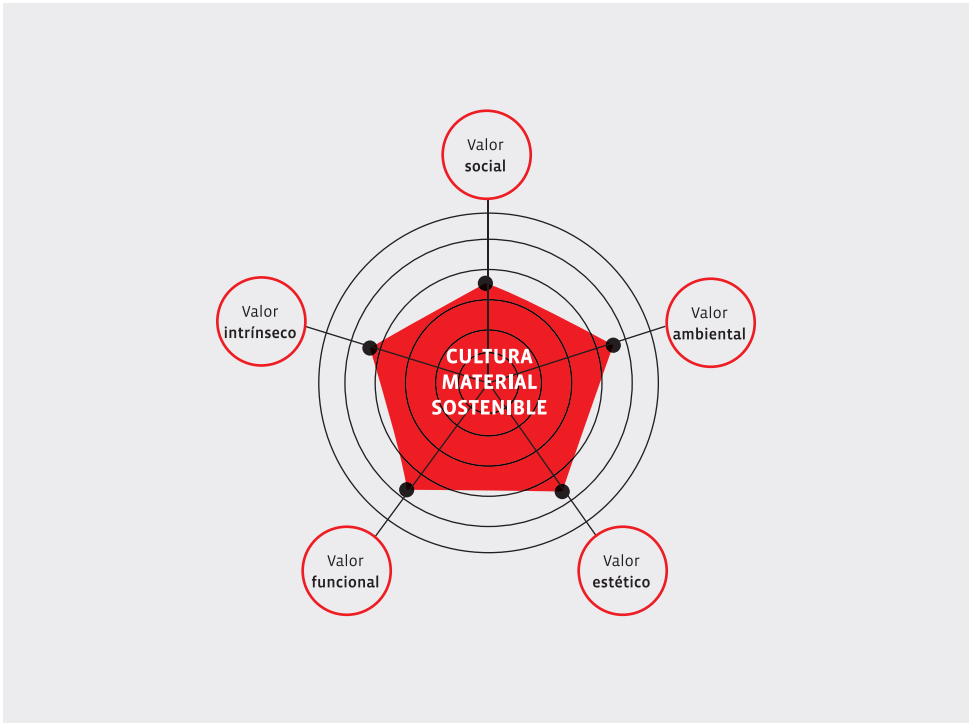 Valor
social
Valor
intrínseco
Valor
ambiental
CULTURA
MATERIAL
SOSTENIBLE
Valor
funcional
Valor
estético